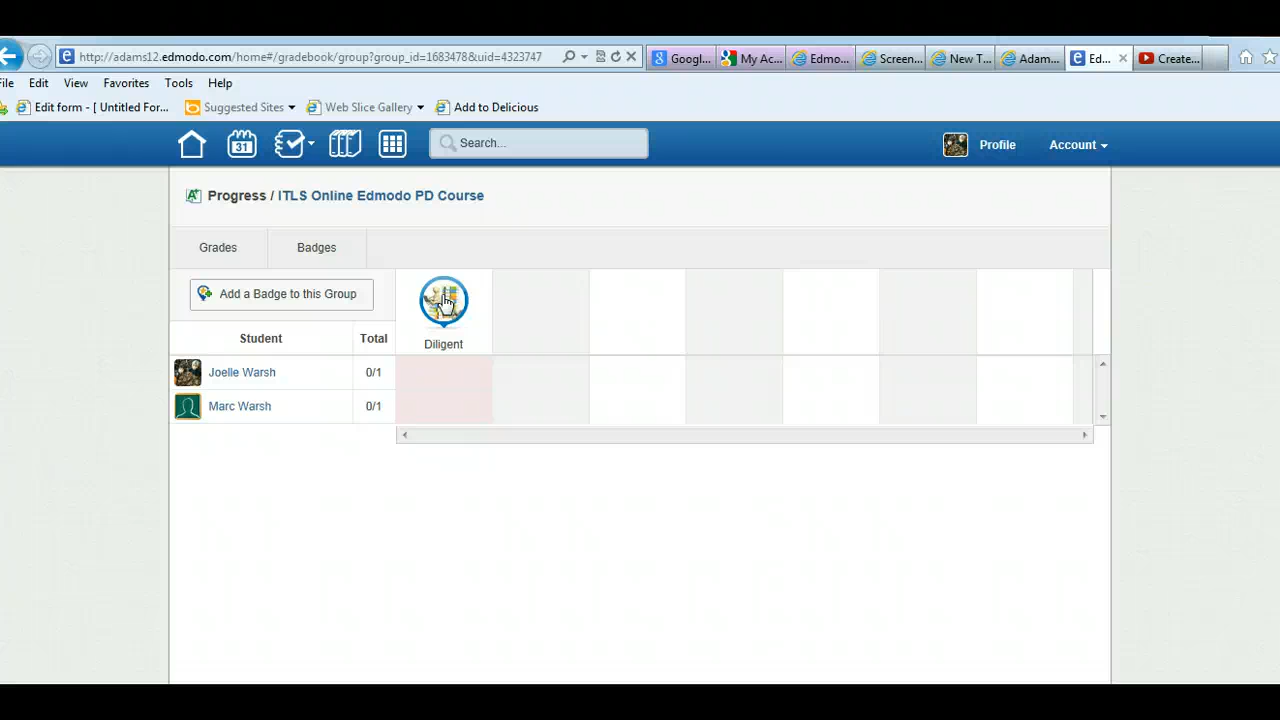 http://adams12.edmodo.com/home#/gradebook/group?group_id=1683478&uid=4323747
Googl...
My Ac...
Edmo...
Screen...
New T...
Adam...
Ed...
Create...
File Edit View Favorites Tools Help
Edit form - [ Untitled For...
Suggested Sites
Web Slice Gallery
Add to Delicious
31
Search...
Profile
Account
Progress / ITLS Online Edmodo PD Course
Grades
Badges
Add a Badge to this Group
Diligent
Student Total
Joelle Warsh 0/1
Marc Warsh 0/1